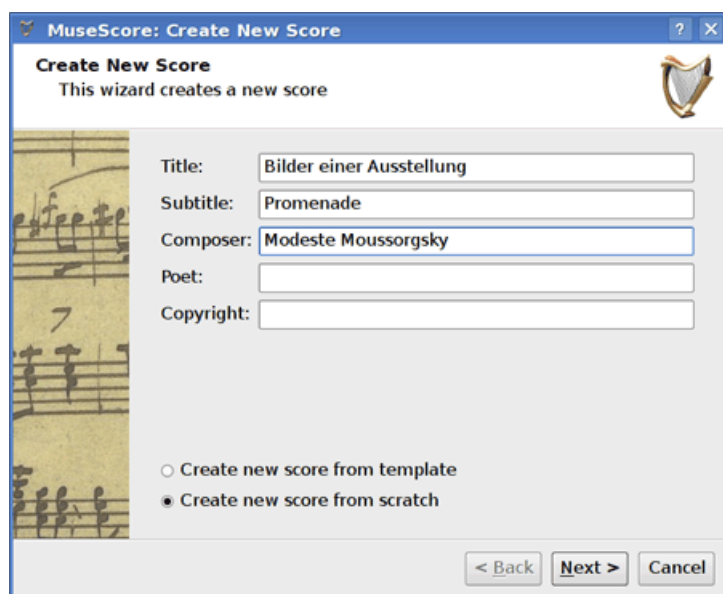 MuseScore: Create New Score
Create New Score
This wizard creates a new score
Title: Bilder einer Ausstellung
Subtitle: Promenade
Composer: Modeste Moussorgsky
Poet:
Copyright:
Create new score from template
Create new score from scratch
< Back Next > Cancel